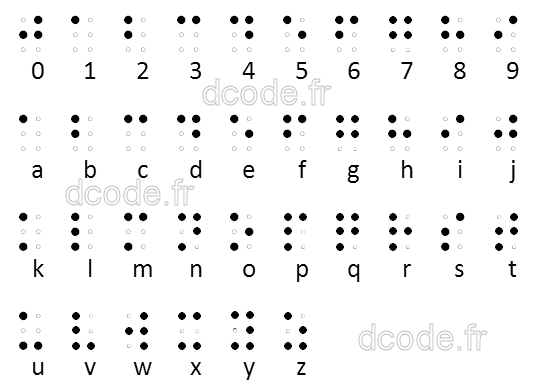 0 1 2 3 4 5 6 7 8 9
dcode.fr
a b c d e f g h i j
dcode.fr
k l m n o p q r s t
u v w x y z
dcode.fr